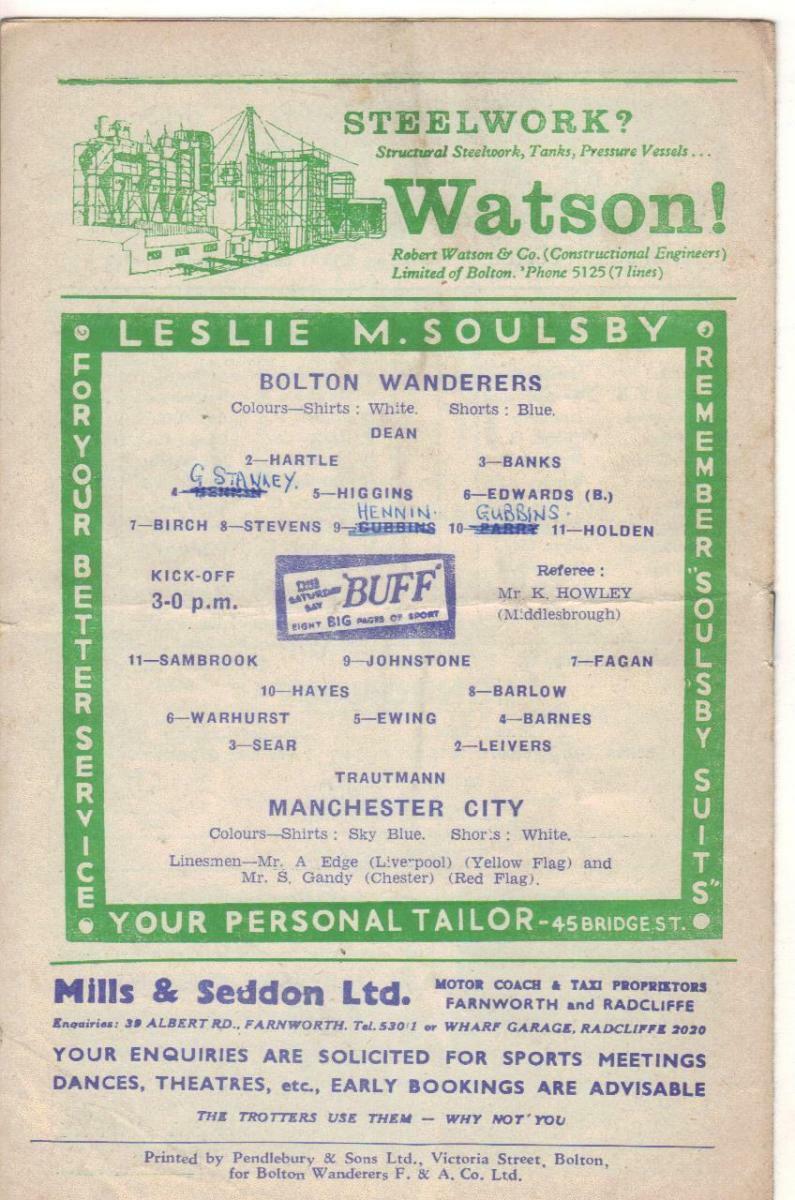 STEELWORK?
Structural Steelwork, Tanks, Pressure Vessels...
Watson!
Robert Watson & Co. (Constructional Engineers)
Limited of Bolton. 'Phone 5125 (7 lines)
LESLIE M. SOULSBY
FOR YOUR BETTER SERVICE
REMEMBER "SOULSBY SUITS"
BOLTON WANDERERS
Colours—Shirts : White. Shorts : Blue.
DEAN
2—HARTLE 3—BANKS
G STANLEY.
4—HENNIN 5—HIGGINS 6—EDWARDS (B.)
HENNIN. GUBBINS.
7—BIRCH 8—STEVENS 9—GUBBINS 10—PARRY 11—HOLDEN
KICK-OFF
3-0 p.m.
THE SATURDAY "BUFF"
EIGHT BIG PAGES OF SPORT
Referee :
Mr. K. HOWLEY
(Middlesbrough)
11—SAMBROOK 9—JOHNSTONE 7—FAGAN
10—HAYES 8—BARLOW
6—WARHURST 5—EWING 4—BARNES
3—SEAR 2—LEIVERS
TRAUTMANN
MANCHESTER CITY
Colours—Shirts : Sky Blue. Shorts : White.
Linesmen—Mr. A Edge (Liverpool) (Yellow Flag) and
Mr. S. Gandy (Chester) (Red Flag).
YOUR PERSONAL TAILOR - 45 BRIDGE ST.
Mills & Seddon Ltd.
MOTOR COACH & TAXI PROPRIETORS
FARNWORTH and RADCLIFFE
Enquiries: 39 ALBERT RD., FARNWORTH. Tel. 5301 or WHARF GARAGE, RADCLIFFE 2020
YOUR ENQUIRIES ARE SOLICITED FOR SPORTS MEETINGS
DANCES, THEATRES, etc., EARLY BOOKINGS ARE ADVISABLE
THE TROTTERS USE THEM — WHY NOT YOU
Printed by Pendlebury & Sons Ltd., Victoria Street, Bolton,
for Bolton Wanderers F. & A. Co. Ltd.